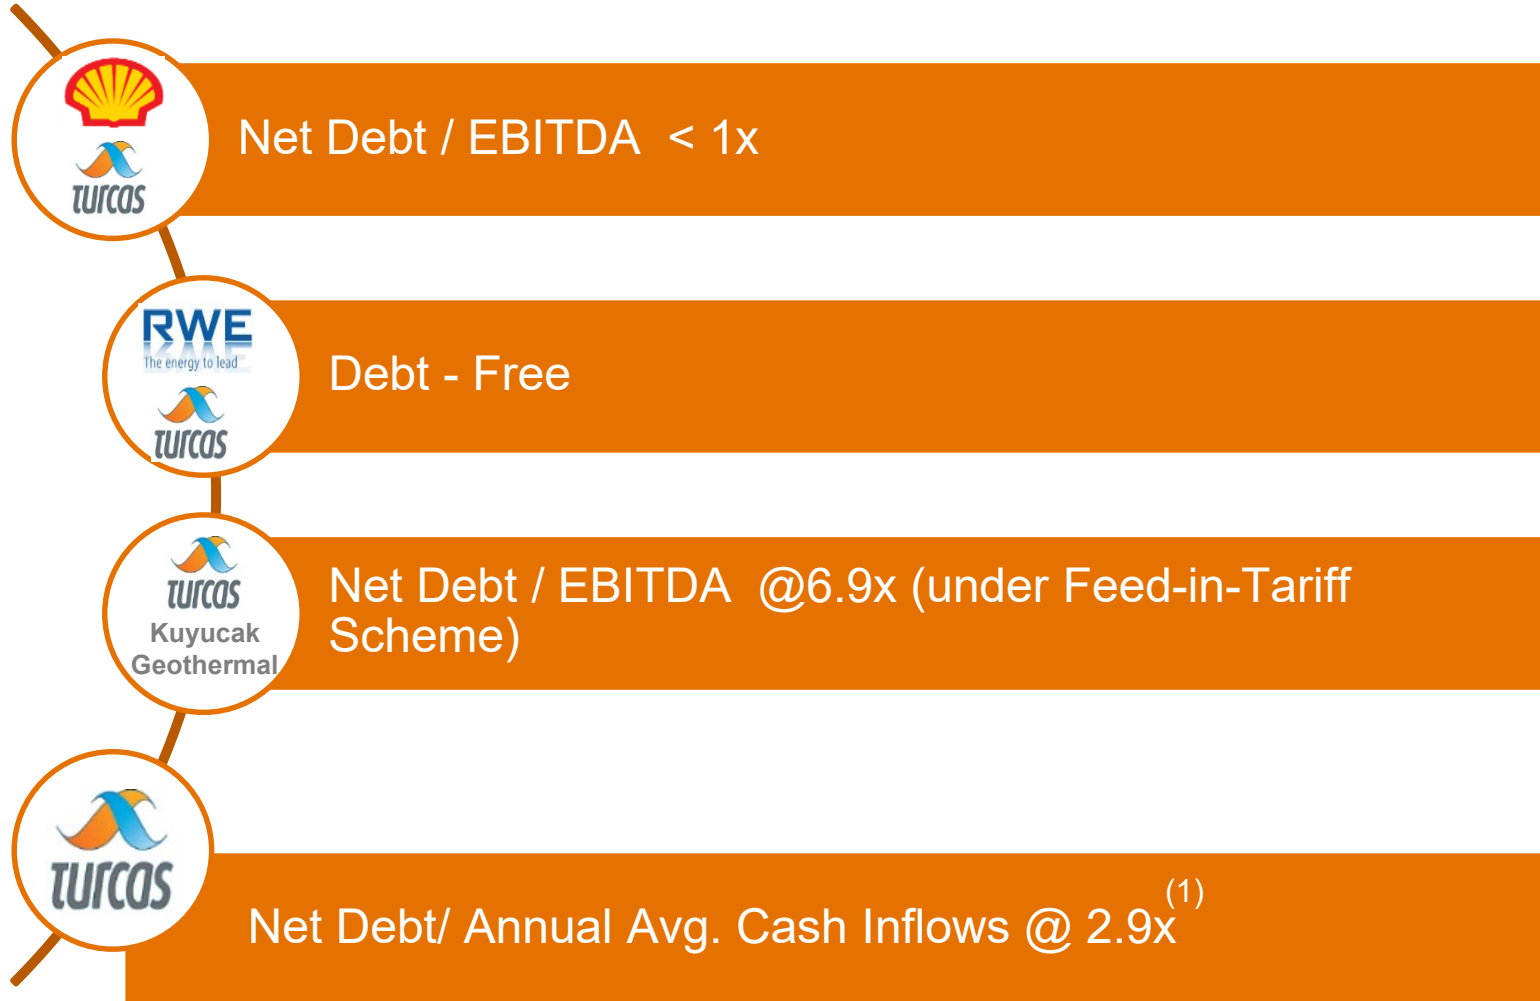 turcas
Net Debt / EBITDA < 1x
RWE
The energy to lead
turcas
Debt - Free
turcas
Kuyucak
Geothermal
Net Debt / EBITDA @6.9x (under Feed-in-Tariff
Scheme)
turcas
Net Debt/ Annual Avg. Cash Inflows @ 2.9x(1)